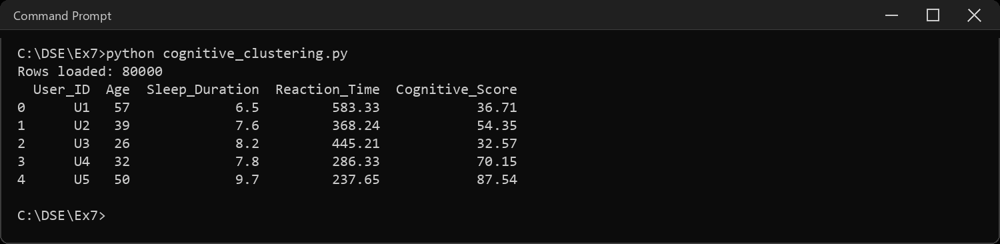 Command Prompt
C:\DSE\Ex7>python cognitive_clustering.py
Rows loaded: 80000
  User_ID  Age  Sleep_Duration  Reaction_Time  Cognitive_Score
0      U1   57             6.5         583.33            36.71
1      U2   39             7.6         368.24            54.35
2      U3   26             8.2         445.21            32.57
3      U4   32             7.8         286.33            70.15
4      U5   50             9.7         237.65            87.54
C:\DSE\Ex7>